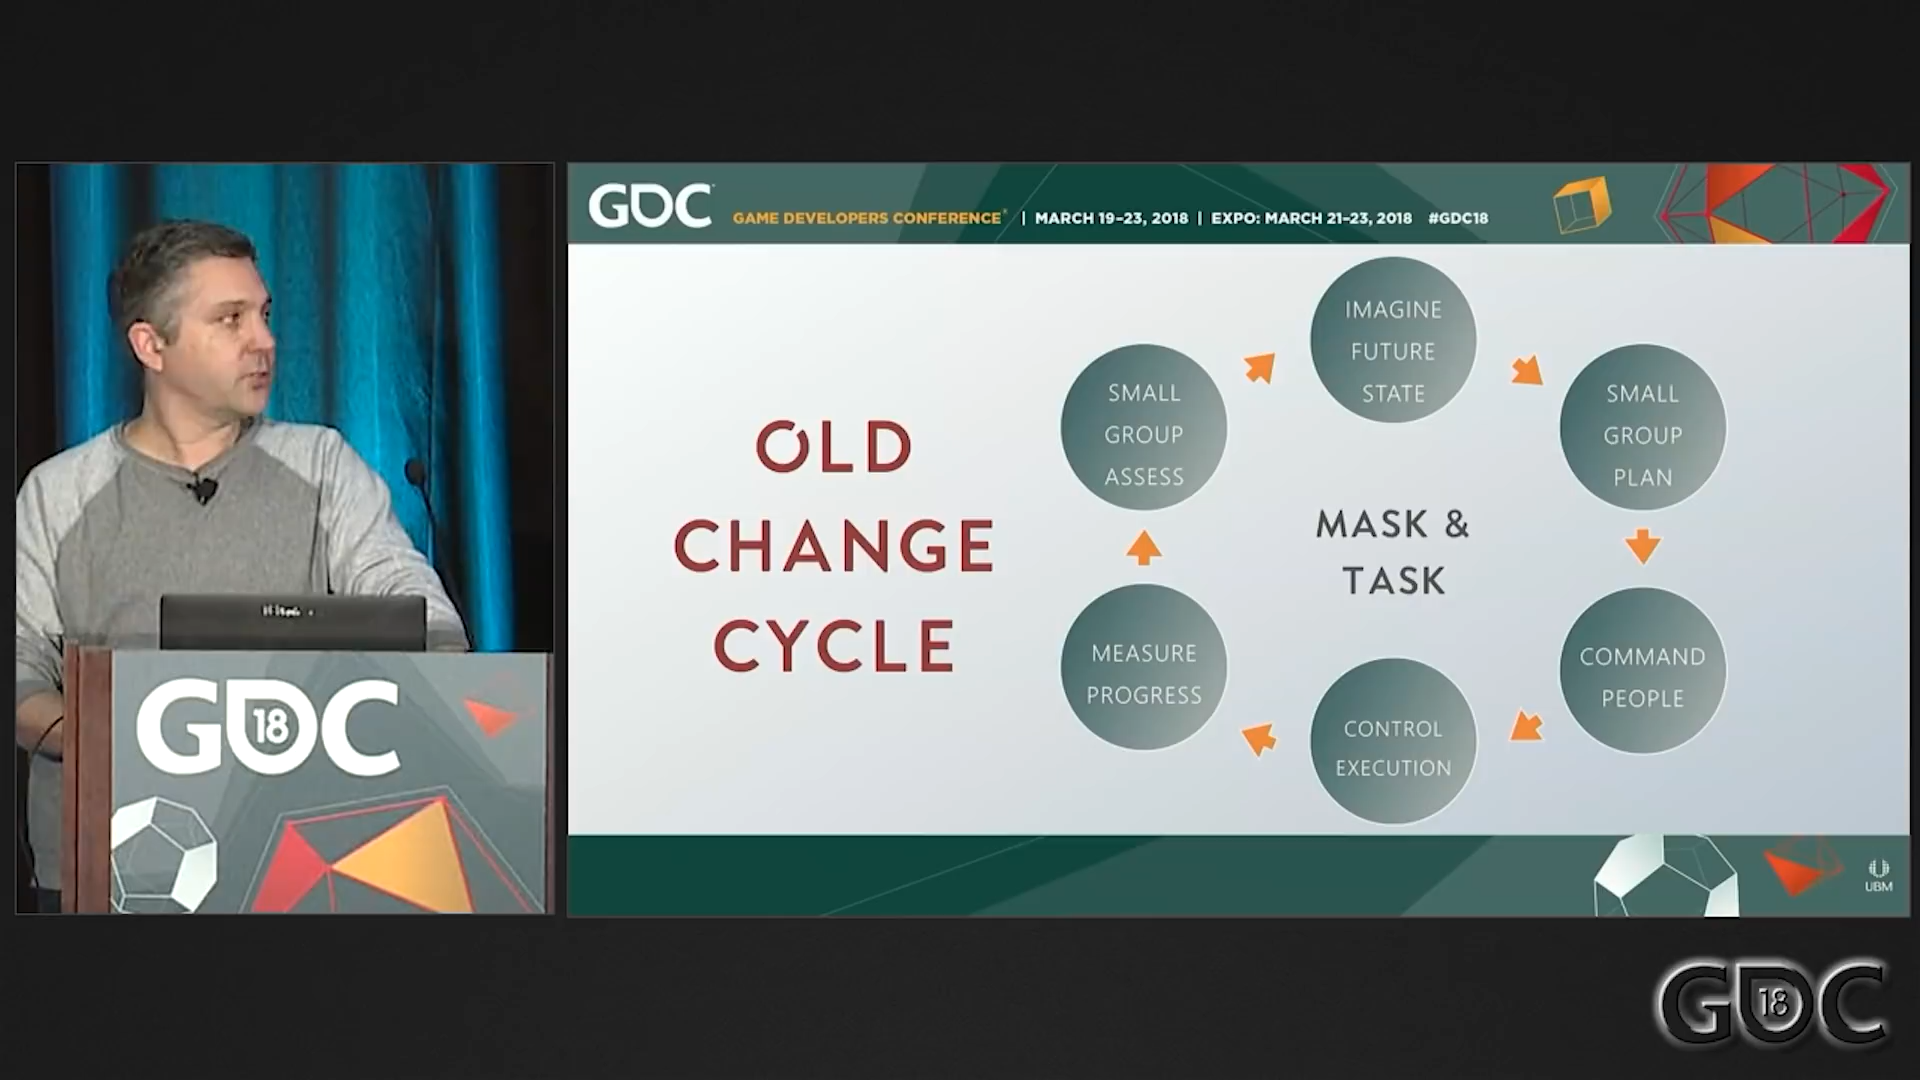 GDC
GAME DEVELOPERS CONFERENCE® | MARCH 19–23, 2018 | EXPO: MARCH 21–23, 2018 #GDC18
OLD
CHANGE
CYCLE
IMAGINE
FUTURE
STATE
SMALL
GROUP
PLAN
COMMAND
PEOPLE
CONTROL
EXECUTION
MEASURE
PROGRESS
SMALL
GROUP
ASSESS
MASK &
TASK
UBM
GDC
18
GDC
18